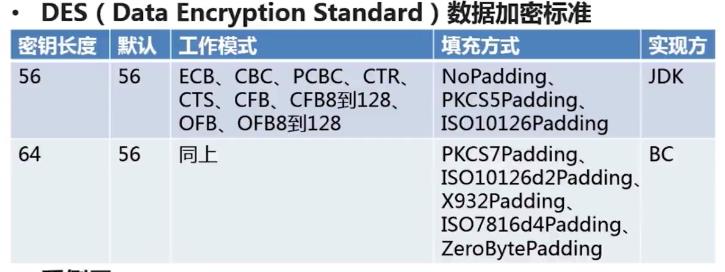 • DES（Data Encryption Standard）数据加密标准
密钥长度 默认 工作模式 填充方式 实现方
56 56 ECB、CBC、PCBC、CTR、 NoPadding、 JDK
CTS、CFB、CFB8到128、 PKCS5Padding、
OFB、OFB8到128 ISO10126Padding
64 56 同上 PKCS7Padding、 BC
ISO10126d2Padding、
X932Padding、
ISO7816d4Padding、
ZeroBytePadding